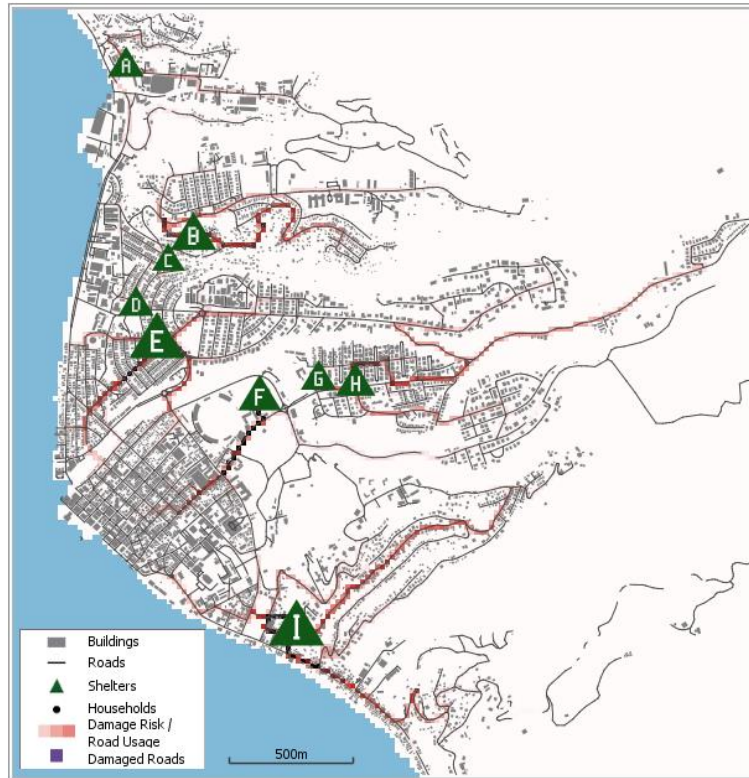 A
B
C
D
E
F
G
H
I
Buildings
Roads
Shelters
Households
Damage Risk /
Road Usage
Damaged Roads
500m